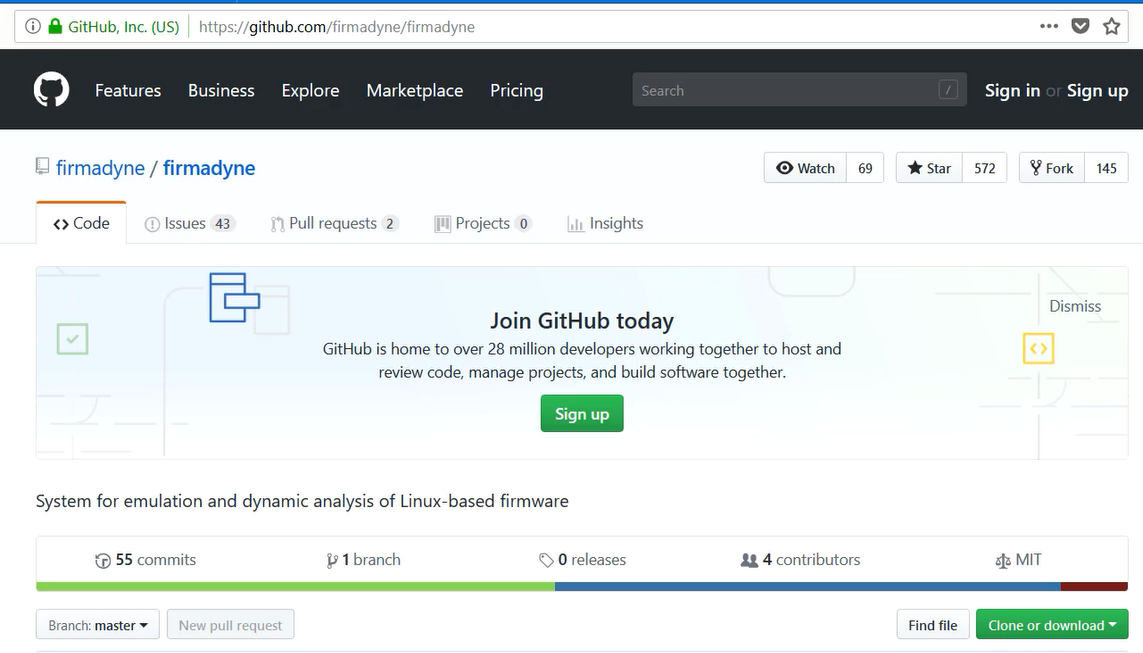 GitHub, Inc. (US) https://github.com/firmadyne/firmadyne
Features Business Explore Marketplace Pricing Search / Sign in or Sign up
firmadyne / firmadyne Watch 69 Star 572 Fork 145
Code Issues 43 Pull requests 2 Projects 0 Insights
Join GitHub today
Dismiss
GitHub is home to over 28 million developers working together to host and
review code, manage projects, and build software together.
Sign up
System for emulation and dynamic analysis of Linux-based firmware
55 commits 1 branch 0 releases 4 contributors MIT
Branch: master New pull request Find file Clone or download